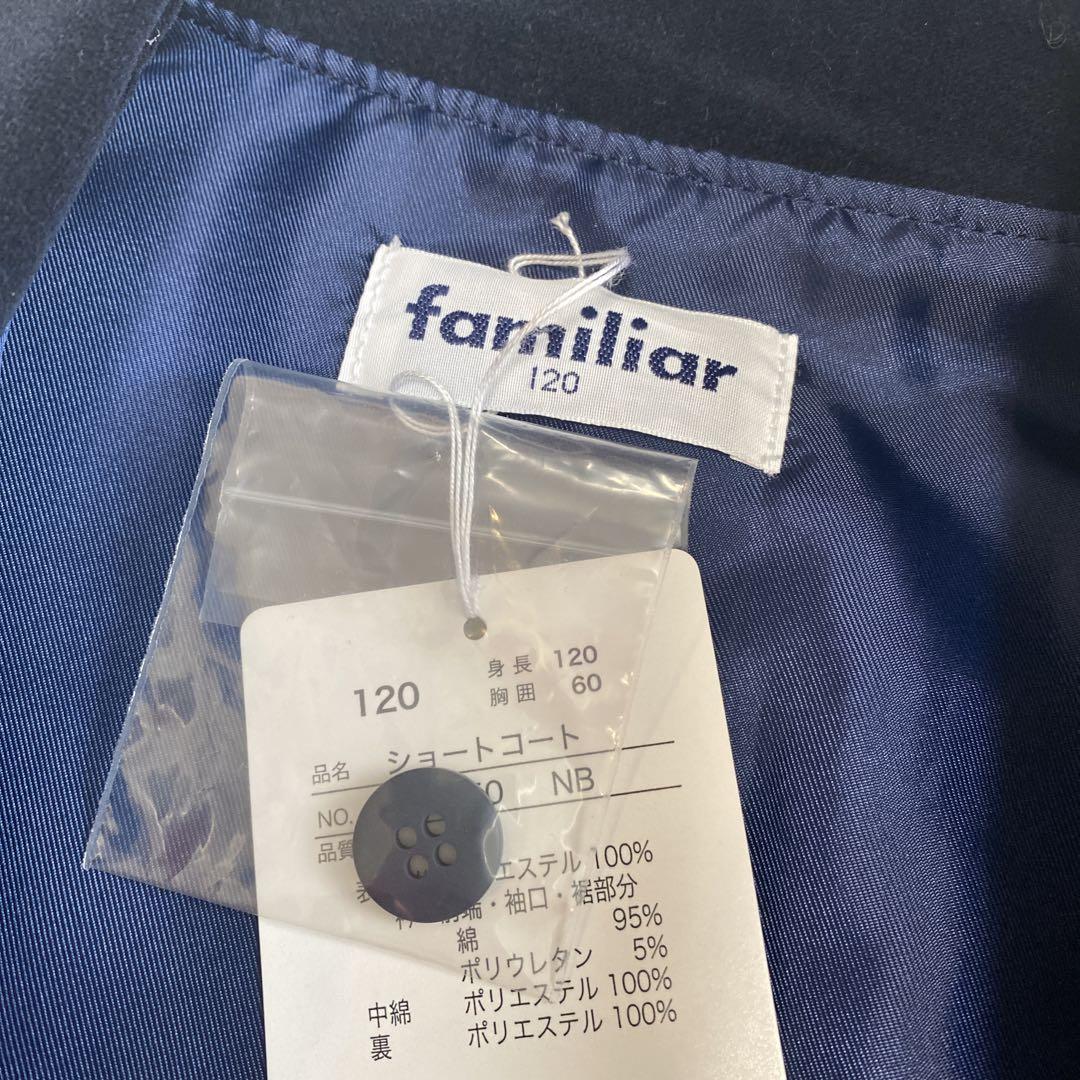 familiar
120
120
身長 120
胸囲 60
品名 ショートコート
NO. 50 NB
品質
エステル 100%
前端・袖口・裾部分
綿 95%
ポリウレタン 5%
中綿 ポリエステル 100%
裏 ポリエステル 100%